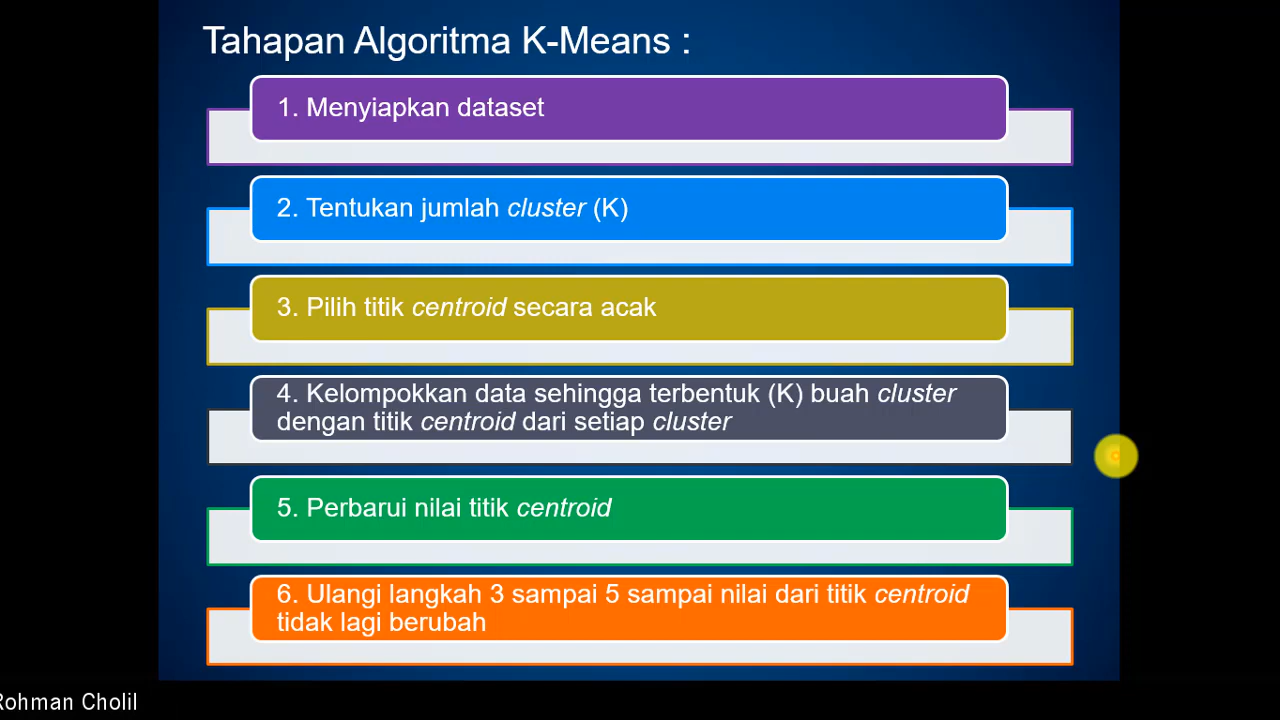 Tahapan Algoritma K-Means :
1. Menyiapkan dataset
2. Tentukan jumlah cluster (K)
3. Pilih titik centroid secara acak
4. Kelompokkan data sehingga terbentuk (K) buah cluster
dengan titik centroid dari setiap cluster
5. Perbarui nilai titik centroid
6. Ulangi langkah 3 sampai 5 sampai nilai dari titik centroid
tidak lagi berubah
Rohman Cholil